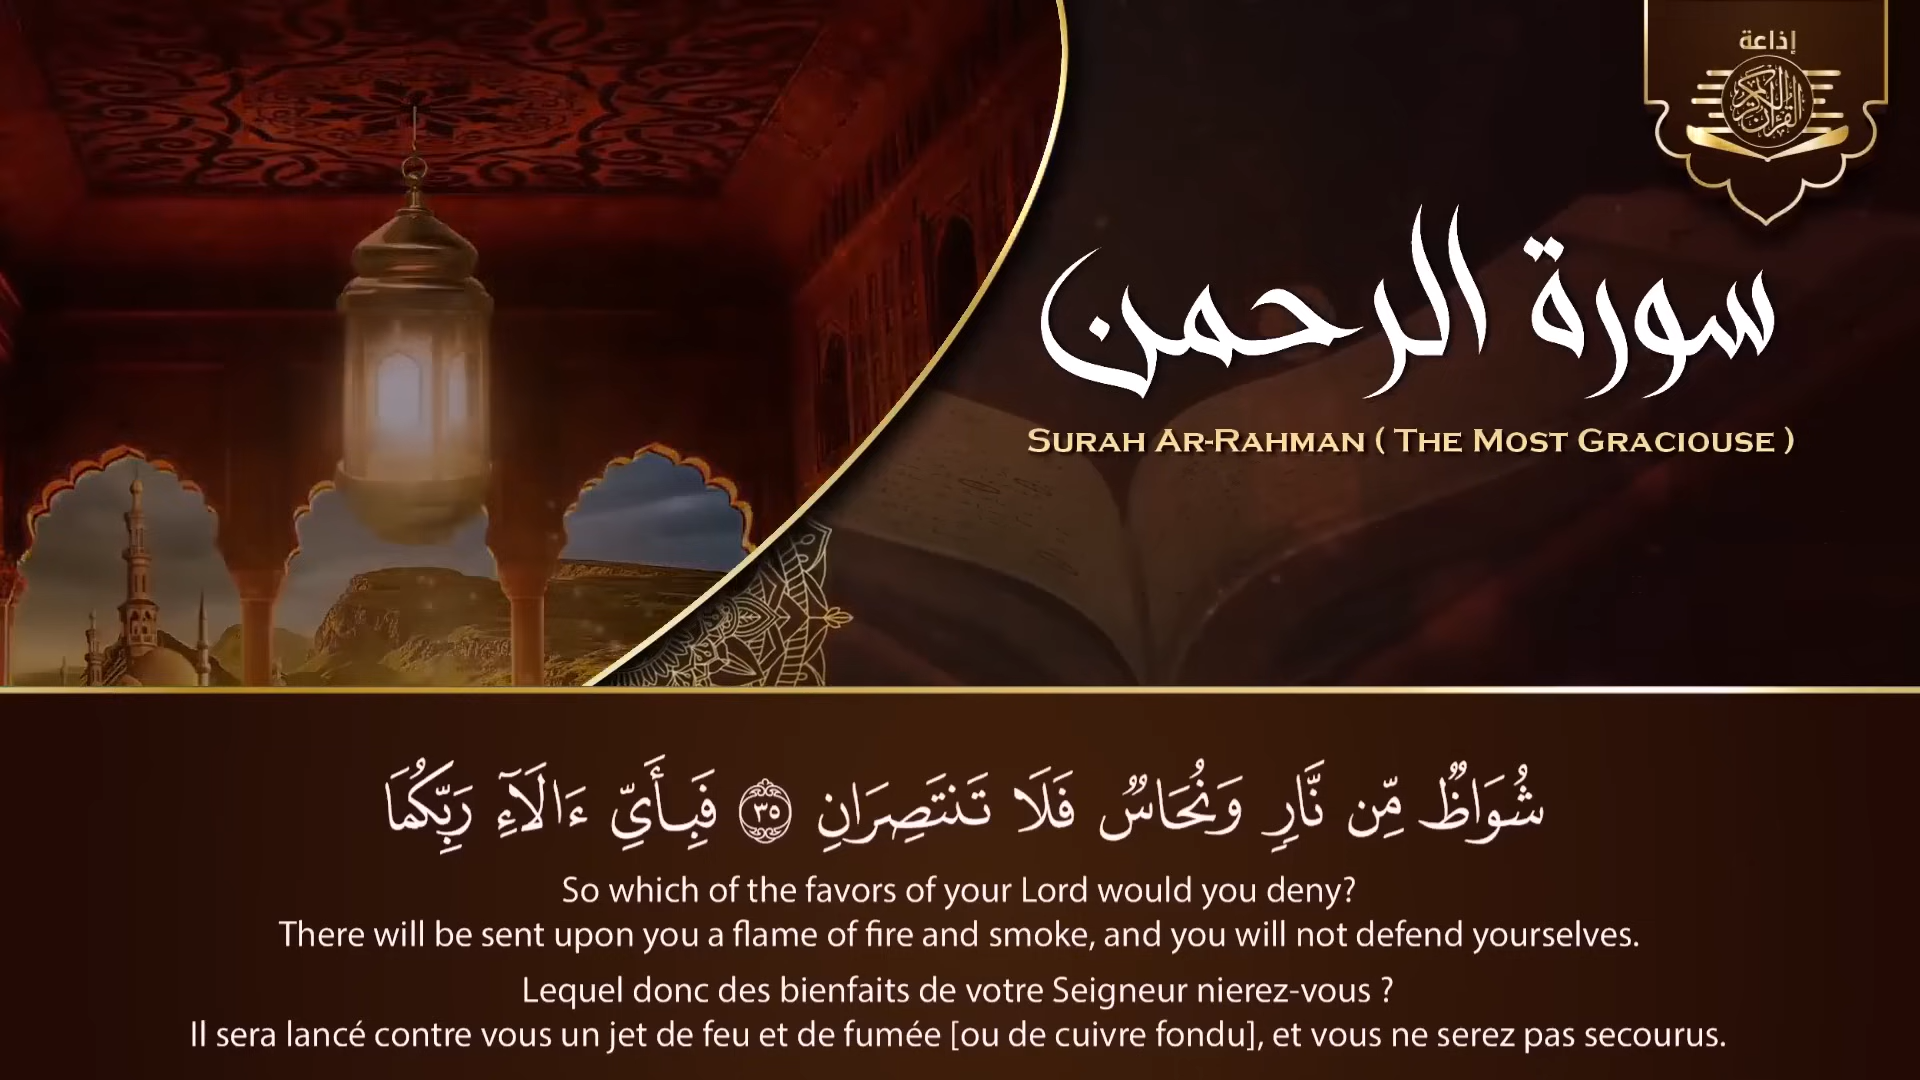 إذاعة
القرآن الكريم
سورة الرحمن
SURAH AR-RAHMAN ( THE MOST GRACIOUSE )
شُوَاظٌ مِّن نَّارٍ وَنُحَاسٌ فَلَا تَنتَصِرَانِ ٣٥ فَبِأَيِّ ءَالَآءِ رَبِّكُمَا
So which of the favors of your Lord would you deny?
There will be sent upon you a flame of fire and smoke, and you will not defend yourselves.
Lequel donc des bienfaits de votre Seigneur nierez-vous ?
Il sera lancé contre vous un jet de feu et de fumée [ou de cuivre fondu], et vous ne serez pas secourus.